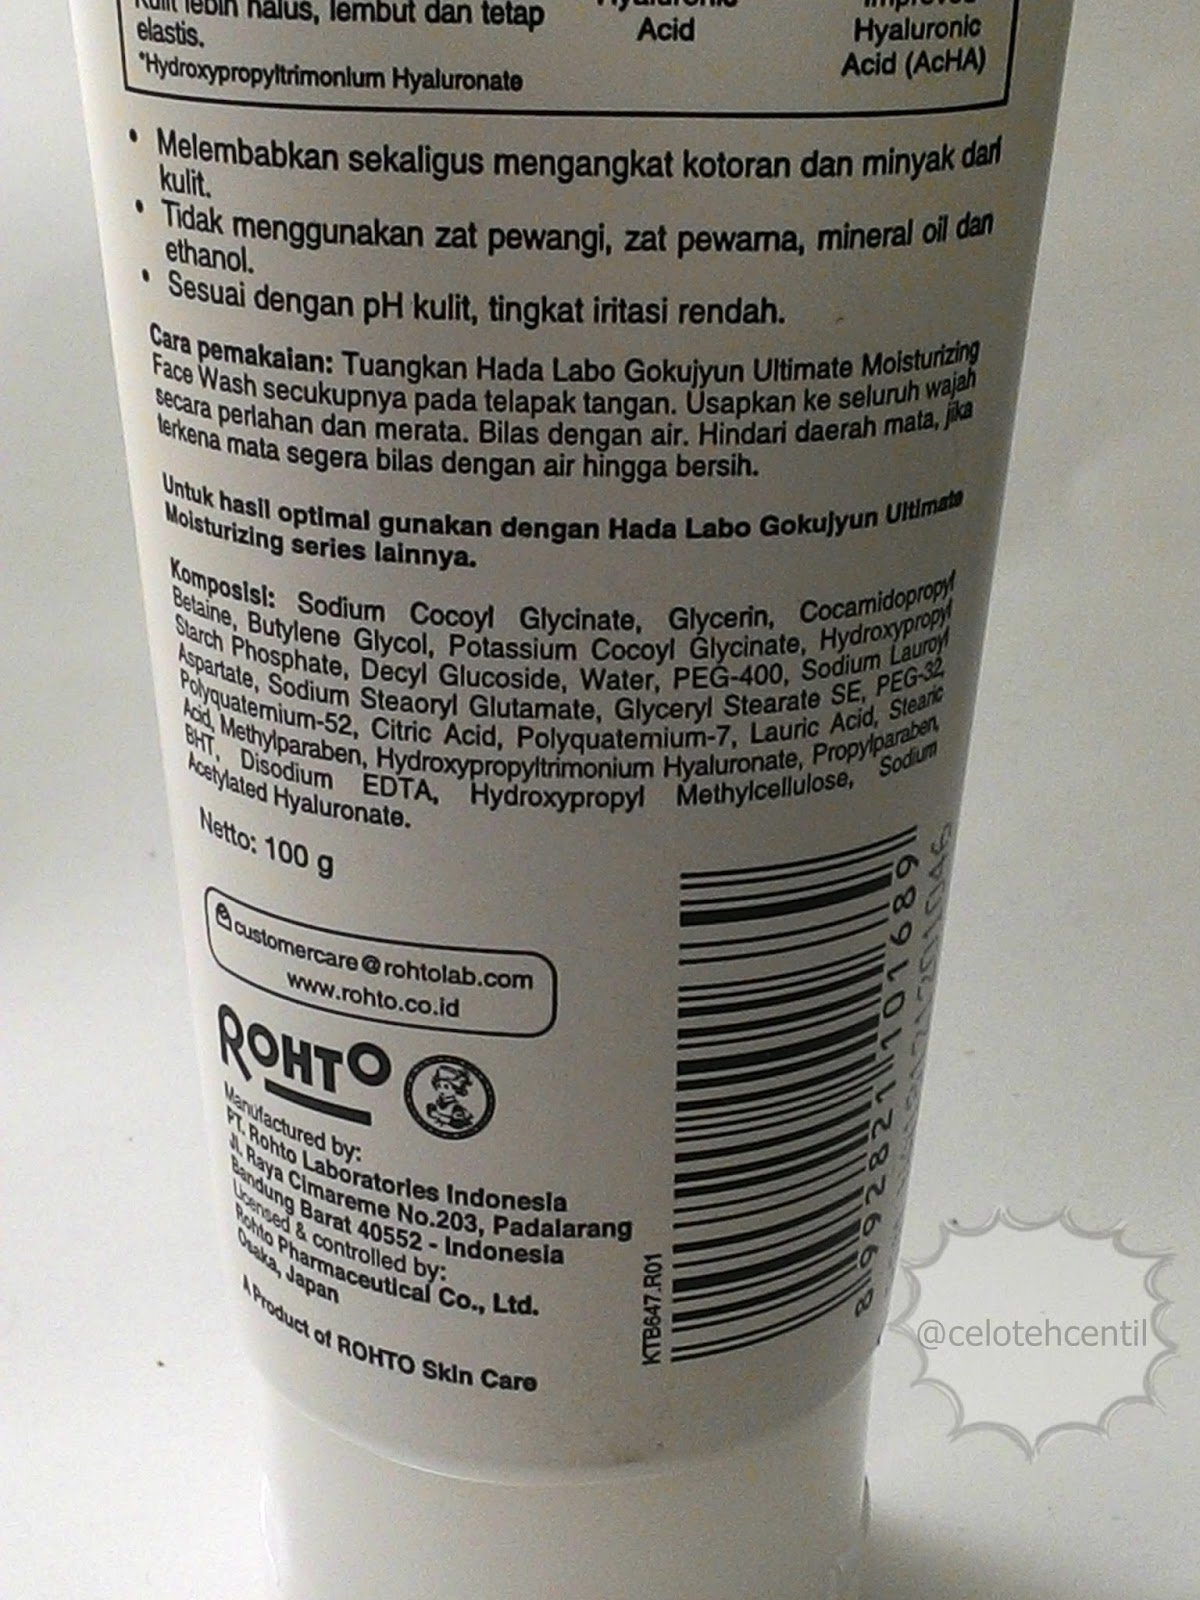 Kulit lebih halus, lembut dan tetap
elastis.
*Hydroxypropyltrimonium Hyaluronate
Hyaluronic
Acid
Improved
Hyaluronic
Acid (AcHA)
• Melembabkan sekaligus mengangkat kotoran dan minyak dari
kulit.
• Tidak menggunakan zat pewangi, zat pewarna, mineral oil dan
ethanol.
• Sesuai dengan pH kulit, tingkat iritasi rendah.
Cara pemakaian: Tuangkan Hada Labo Gokujyun Ultimate Moisturizing
Face Wash secukupnya pada telapak tangan. Usapkan ke seluruh wajah
secara perlahan dan merata. Bilas dengan air. Hindari daerah mata, jika
terkena mata segera bilas dengan air hingga bersih.
Untuk hasil optimal gunakan dengan Hada Labo Gokujyun Ultimate
Moisturizing series lainnya.
Komposisi: Sodium Cocoyl Glycinate, Glycerin, Cocamidopropyl
Betaine, Butylene Glycol, Potassium Cocoyl Glycinate, Hydroxypropyl
Starch Phosphate, Decyl Glucoside, Water, PEG-400, Sodium Lauroyl
Aspartate, Sodium Steaoryl Glutamate, Glyceryl Stearate SE, PEG-32,
Polyquaternium-52, Citric Acid, Polyquaternium-7, Lauric Acid, Stearic
Acid, Methylparaben, Hydroxypropyltrimonium Hyaluronate, Propylparaben,
BHT, Disodium EDTA, Hydroxypropyl Methylcellulose, Sodium
Acetylated Hyaluronate.
Netto: 100 g
customercare@rohtolab.com
www.rohto.co.id
ROHTO
Manufactured by:
PT. Rohto Laboratories Indonesia
Jl. Raya Cimareme No.203, Padalarang
Bandung Barat 40552 - Indonesia
Licensed & controlled by:
Rohto Pharmaceutical Co., Ltd.
Osaka, Japan
A Product of ROHTO Skin Care
KTB647.R01
8 992821 101689
@celotehcentil